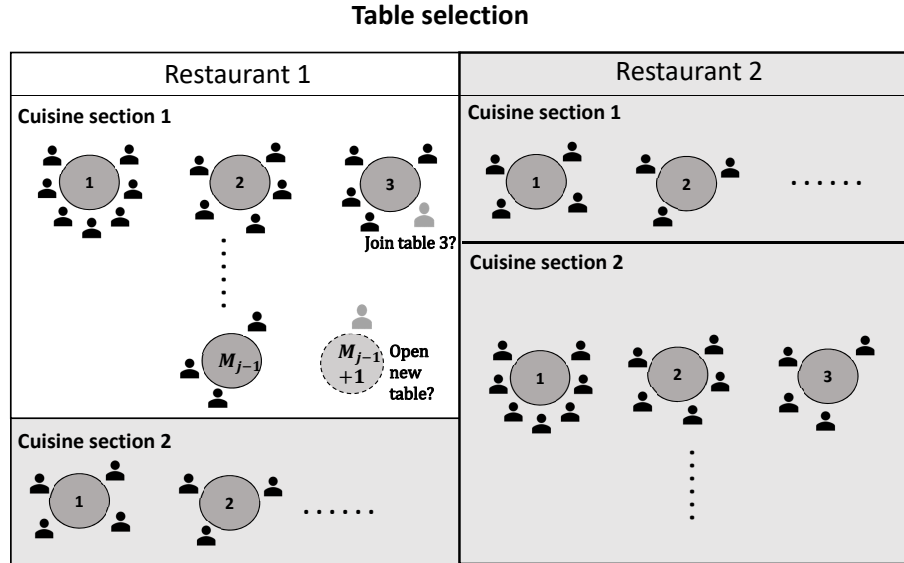 Table selection
Restaurant 1
Cuisine section 1
1
2
3
Join table 3?
. . . . . .
M_{j-1}
M_{j-1}
+1
Open
new
table?
Cuisine section 2
1
2
. . . . . .
Restaurant 2
Cuisine section 1
1
2
. . . . . .
Cuisine section 2
1
2
3
. . . . . .